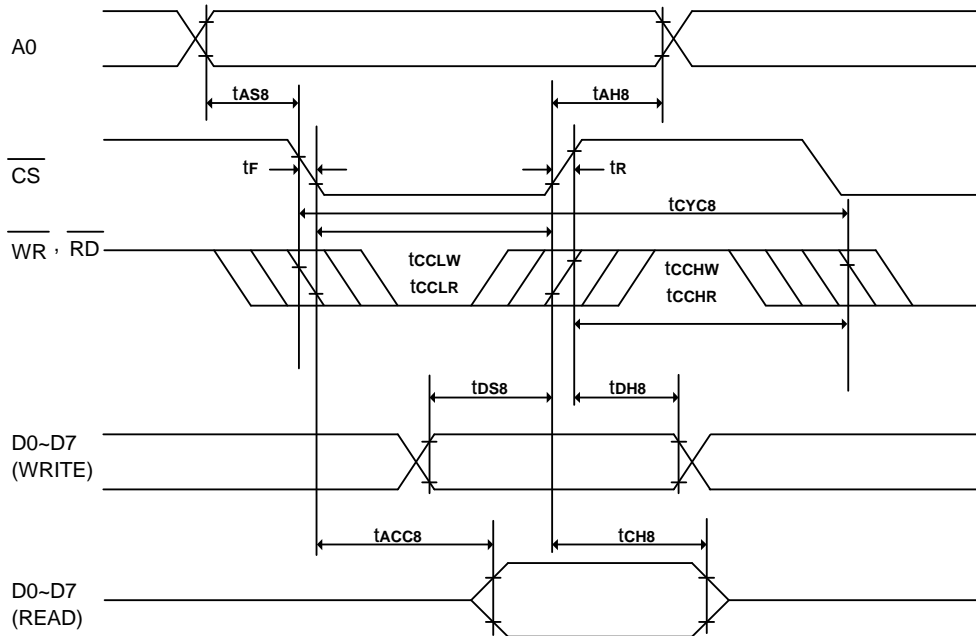 A0
tAS8
tAH8
CS
tF
tR
tCYC8
WR , RD
tCCLW
tCCHW
tCCLR
tCCHR
tDS8
tDH8
D0~D7
(WRITE)
tACC8
tCH8
D0~D7
(READ)